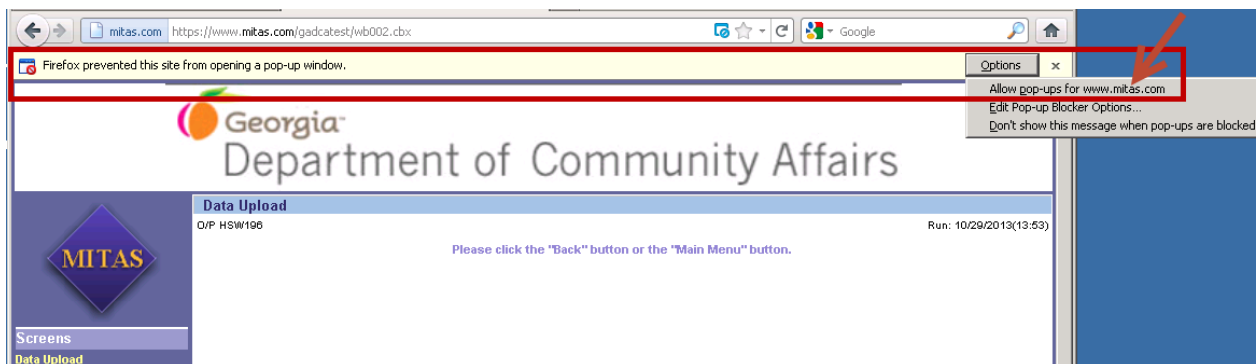 mitas.com https://www.mitas.com/gadcatest/wb002.cbx Google
Firefox prevented this site from opening a pop-up window. Options x
Allow pop-ups for www.mitas.com
Edit Pop-up Blocker Options...
Don't show this message when pop-ups are blocked
Georgia™
Department of Community Affairs
Data Upload
O/P HSW196 Run: 10/29/2013(13:53)
Please click the "Back" button or the "Main Menu" button.
MITAS
Screens
Data Upload